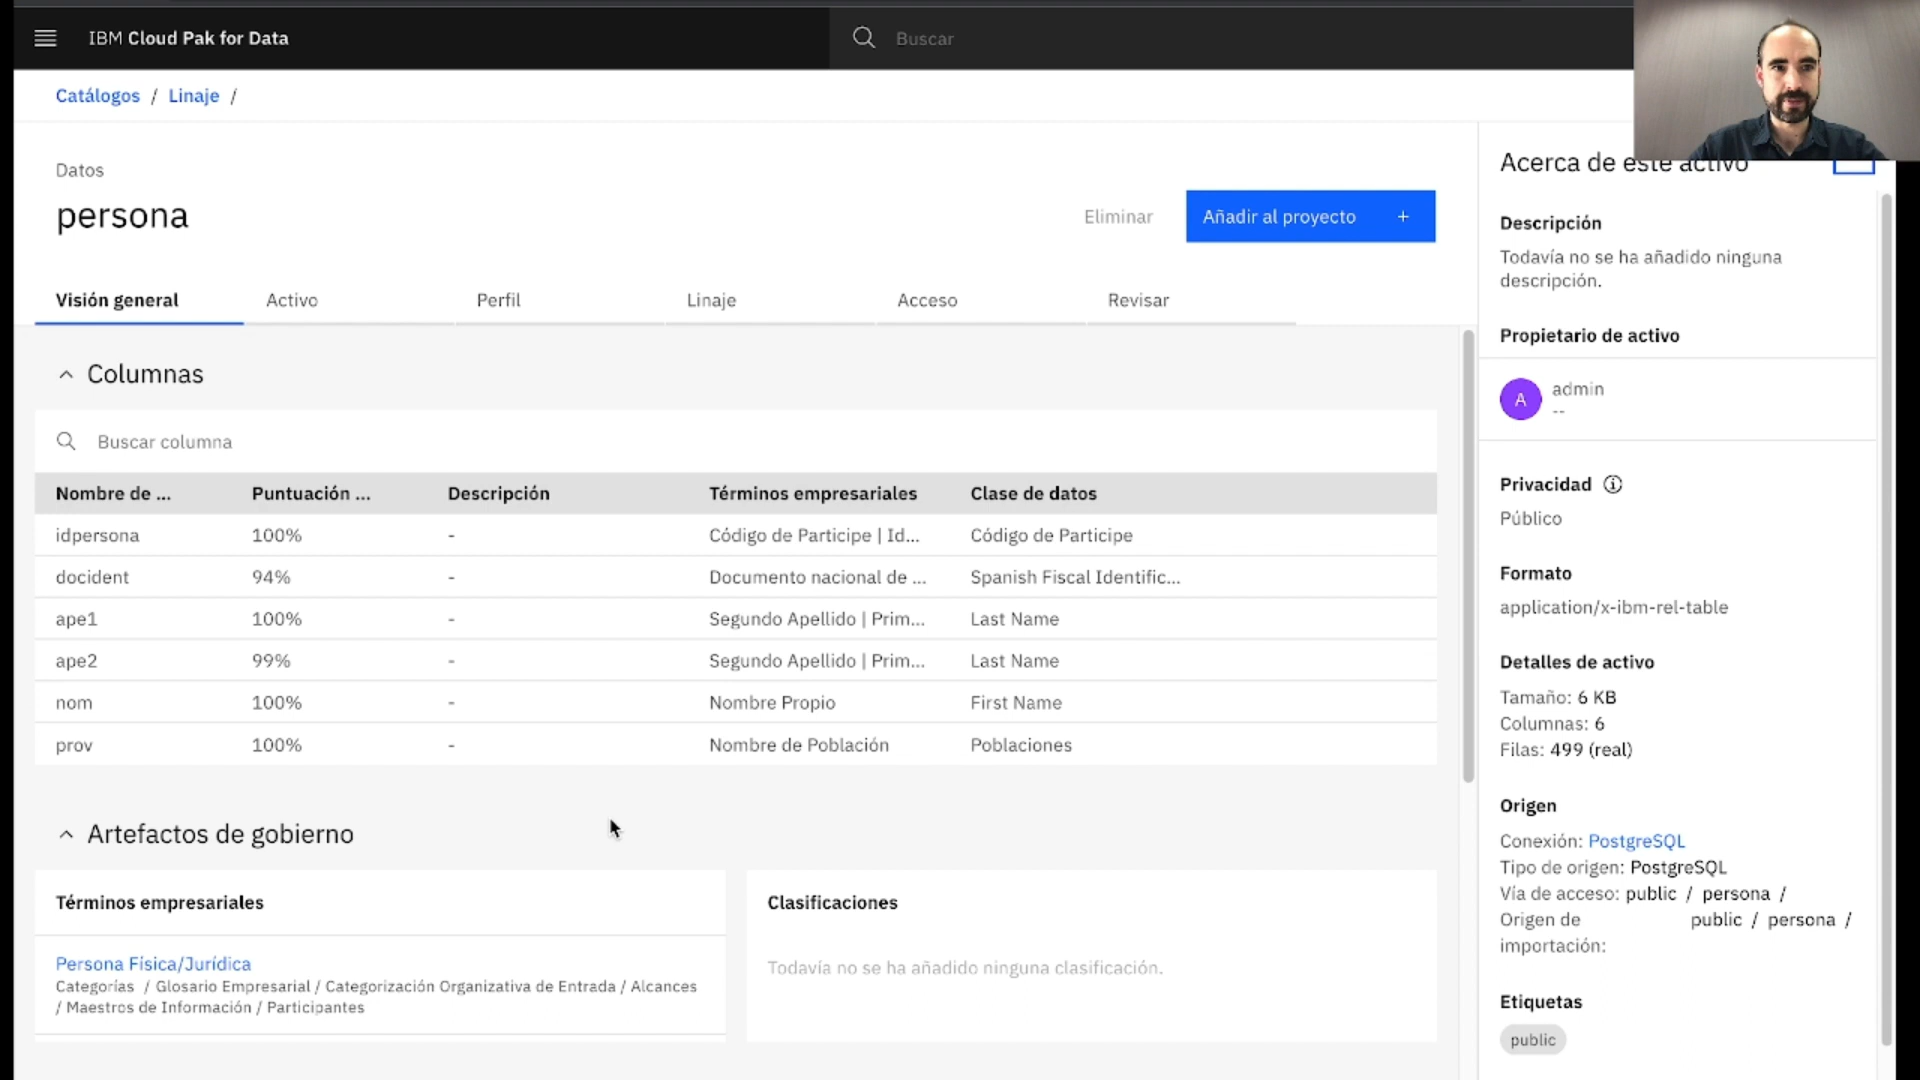 IBM Cloud Pak for Data
Buscar
Catálogos / Linaje /
Datos
persona
Eliminar
Añadir al proyecto +
Visión general Activo Perfil Linaje Acceso Revisar
Columnas
Buscar columna
Nombre de ... Puntuación ... Descripción Términos empresariales Clase de datos
idpersona 100% - Código de Participe | Id... Código de Participe
docident 94% - Documento nacional de ... Spanish Fiscal Identific...
ape1 100% - Segundo Apellido | Prim... Last Name
ape2 99% - Segundo Apellido | Prim... Last Name
nom 100% - Nombre Propio First Name
prov 100% - Nombre de Población Poblaciones
Artefactos de gobierno
Términos empresariales
Persona Física/Jurídica
Categorías / Glosario Empresarial / Categorización Organizativa de Entrada / Alcances
/ Maestros de Información / Participantes
Clasificaciones
Todavía no se ha añadido ninguna clasificación.
Acerca de este activo
Descripción
Todavía no se ha añadido ninguna
descripción.
Propietario de activo
A admin
--
Privacidad
Público
Formato
application/x-ibm-rel-table
Detalles de activo
Tamaño: 6 KB
Columnas: 6
Filas: 499 (real)
Origen
Conexión: PostgreSQL
Tipo de origen: PostgreSQL
Vía de acceso: public / persona /
Origen de public / persona /
importación:
Etiquetas
public